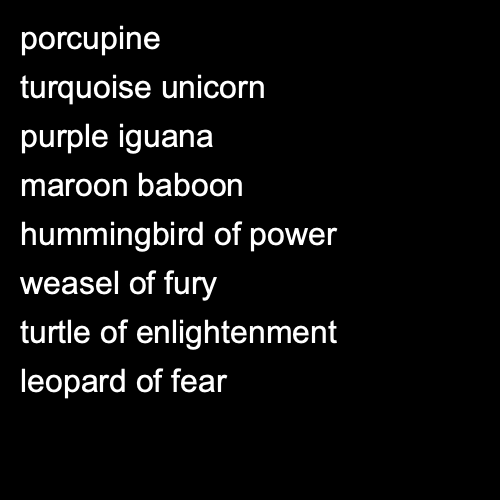 porcupine
turquoise unicorn
purple iguana
maroon baboon
hummingbird of power
weasel of fury
turtle of enlightenment
leopard of fear